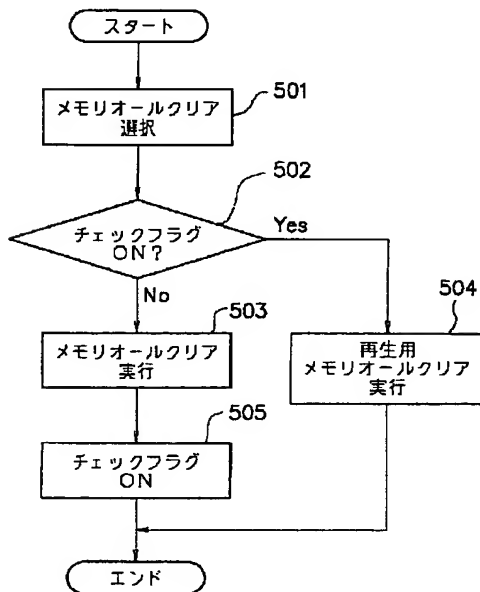 スタート
501
メモリオールクリア
選択
502
チェックフラグ
ON?
Yes
No
503
メモリオールクリア
実行
504
再生用
メモリオールクリア
実行
505
チェックフラグ
ON
エンド